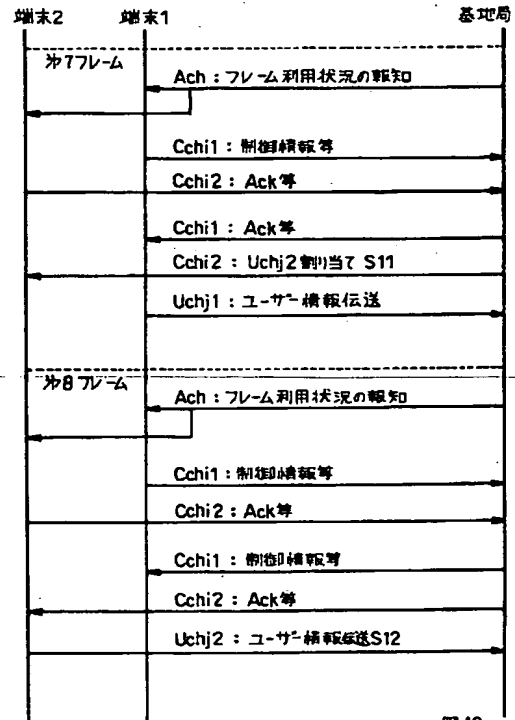 端末2 端末1 基地局
第7フレーム
Ach : フレーム利用状況の報知
Cchi1 : 制御情報等
Cchi2 : Ack等
Cchi1 : Ack等
Cchi2 : Uchj2割り当て S11
Uchj1 : ユーザー情報伝送
第8フレーム
Ach : フレーム利用状況の報知
Cchi1 : 制御情報等
Cchi2 : Ack等
Cchi1 : 制御情報等
Cchi2 : Ack等
Uchj2 : ユーザー情報伝送S12